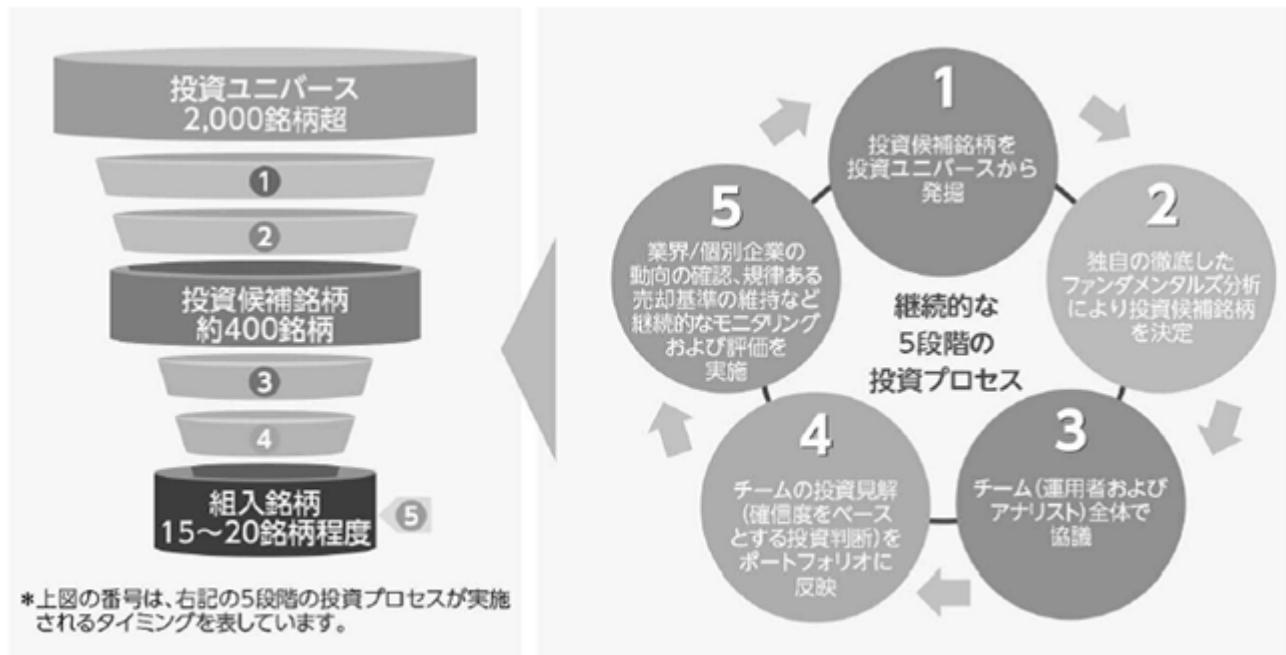 投資ユニバース
2,000銘柄超
1
2
投資候補銘柄
約400銘柄
3
4
組入銘柄
15~20銘柄程度
5
*上図の番号は、右記の5段階の投資プロセスが実施
されるタイミングを表しています。
1
投資候補銘柄を
投資ユニバースから
発掘
2
独自の徹底した
ファンダメンタルズ分析
により投資候補銘柄
を決定
3
チーム(運用者および
アナリスト)全体で
協議
4
チームの投資見解
(確信度をベース
とする投資判断)を
ポートフォリオに
反映
5
業界/個別企業の
動向の確認、規律ある
売却基準の維持など
継続的なモニタリング
および評価を
実施
継続的な
5段階の
投資プロセス